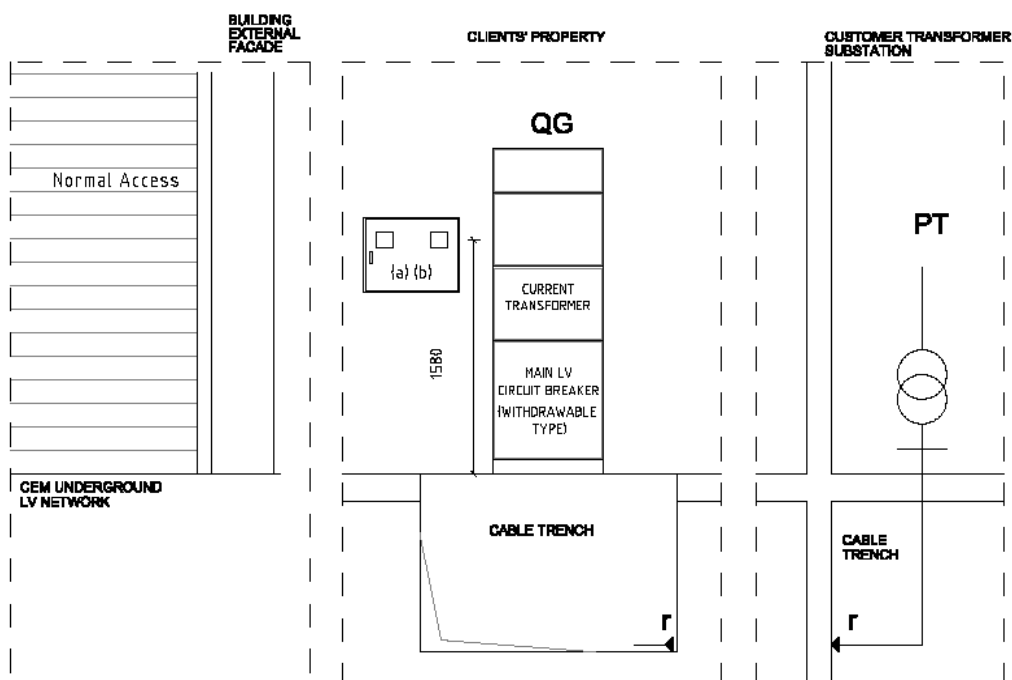 BUILDING
EXTERNAL
FACADE
CLIENTS' PROPERTY
CUSTOMER TRANSFORMER
SUBSTATION
QG
Normal Access
PT
(a) (b)
CURRENT
TRANSFORMER
1580
MAIN LV
CIRCUIT BREAKER
(WITHDRAWABLE
TYPE)
CEM UNDERGROUND
LV NETWORK
CABLE TRENCH
CABLE
TRENCH
r
r